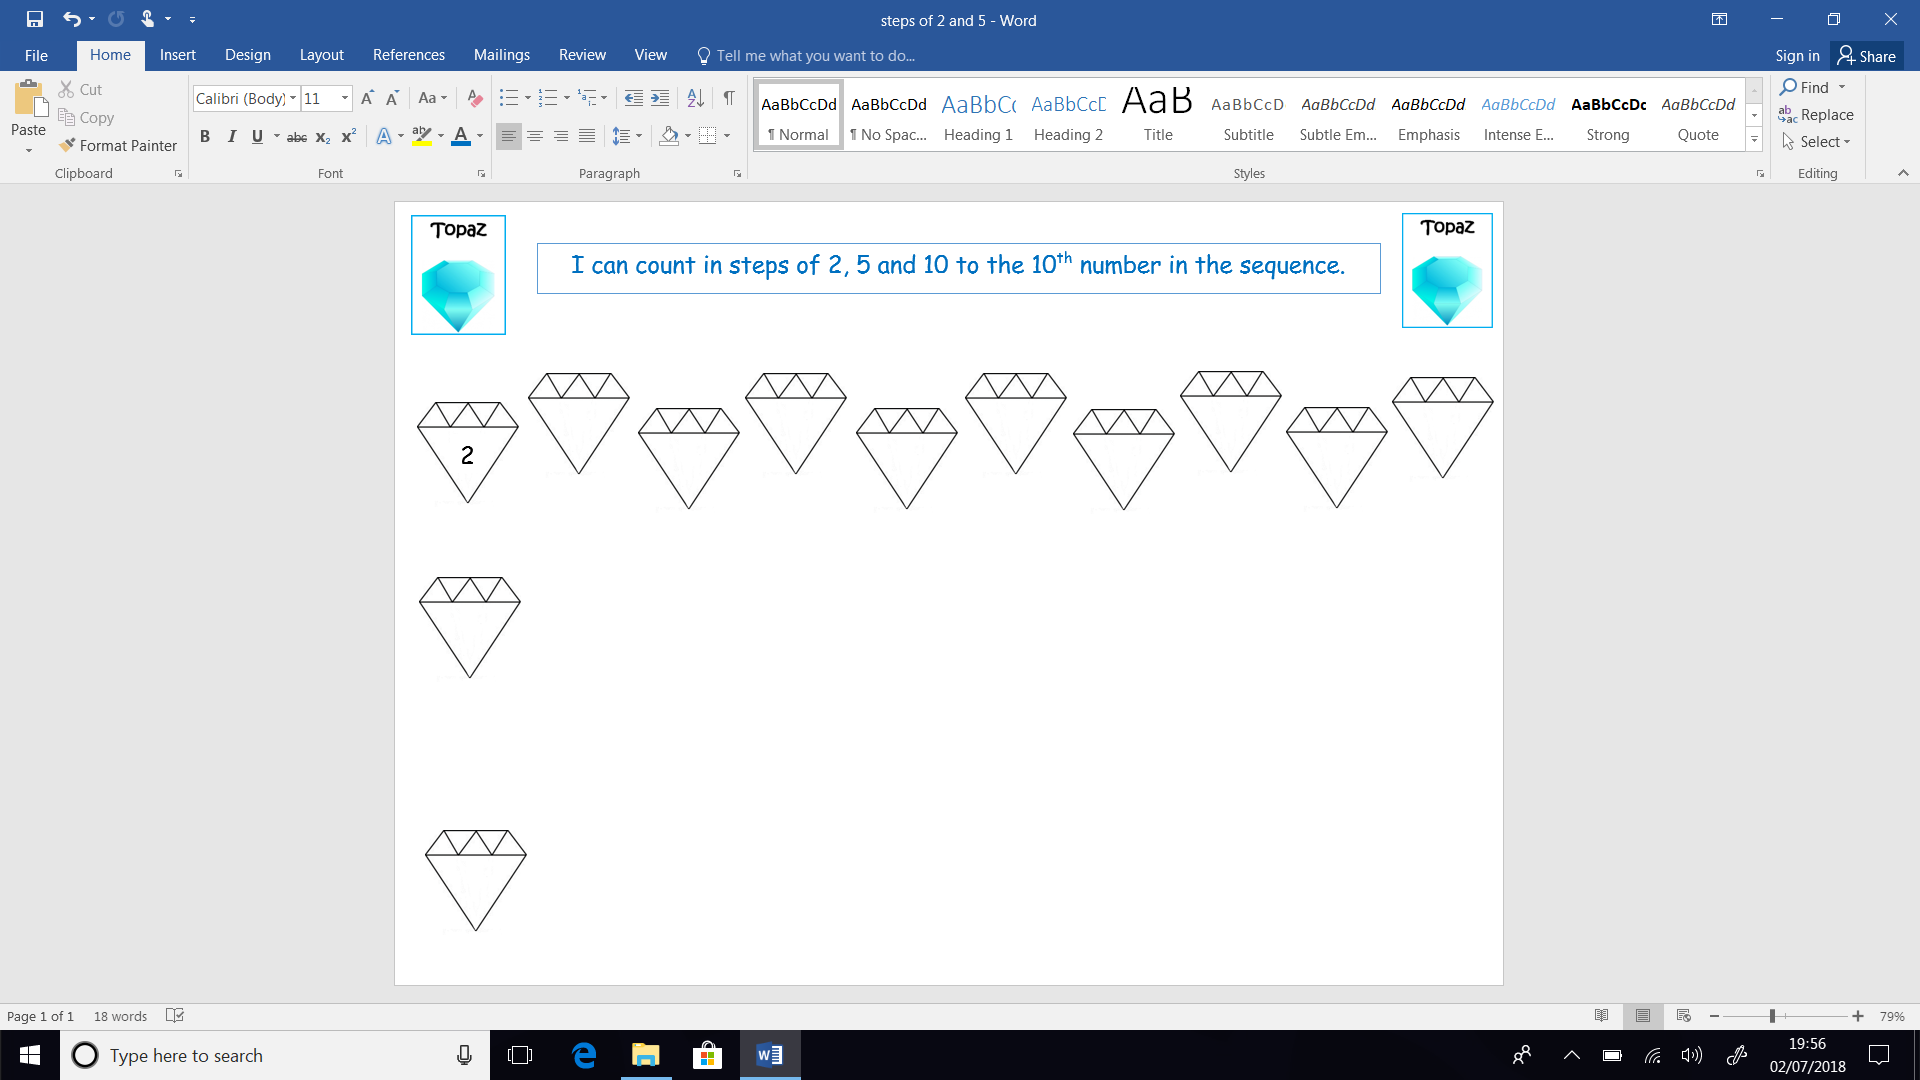 steps of 2 and 5 - Word
File Home Insert Design Layout References Mailings Review View Tell me what you want to do... Sign in Share
Paste
Cut
Copy
Format Painter
Clipboard
Calibri (Body) 11
Font
Paragraph
AaBbCcDd AaBbCcDd AaBbCc AaBbCcD AaB AaBbCcD AaBbCcDd AaBbCcDd AaBbCcDd AaBbCcDc AaBbCcDd
¶ Normal ¶ No Spac... Heading 1 Heading 2 Title Subtitle Subtle Em... Emphasis Intense E... Strong Quote
Styles
Find
Replace
Select
Editing
Topaz
I can count in steps of 2, 5 and 10 to the 10th number in the sequence.
Topaz
2
Page 1 of 1 18 words 79%
Type here to search
19:56
02/07/2018